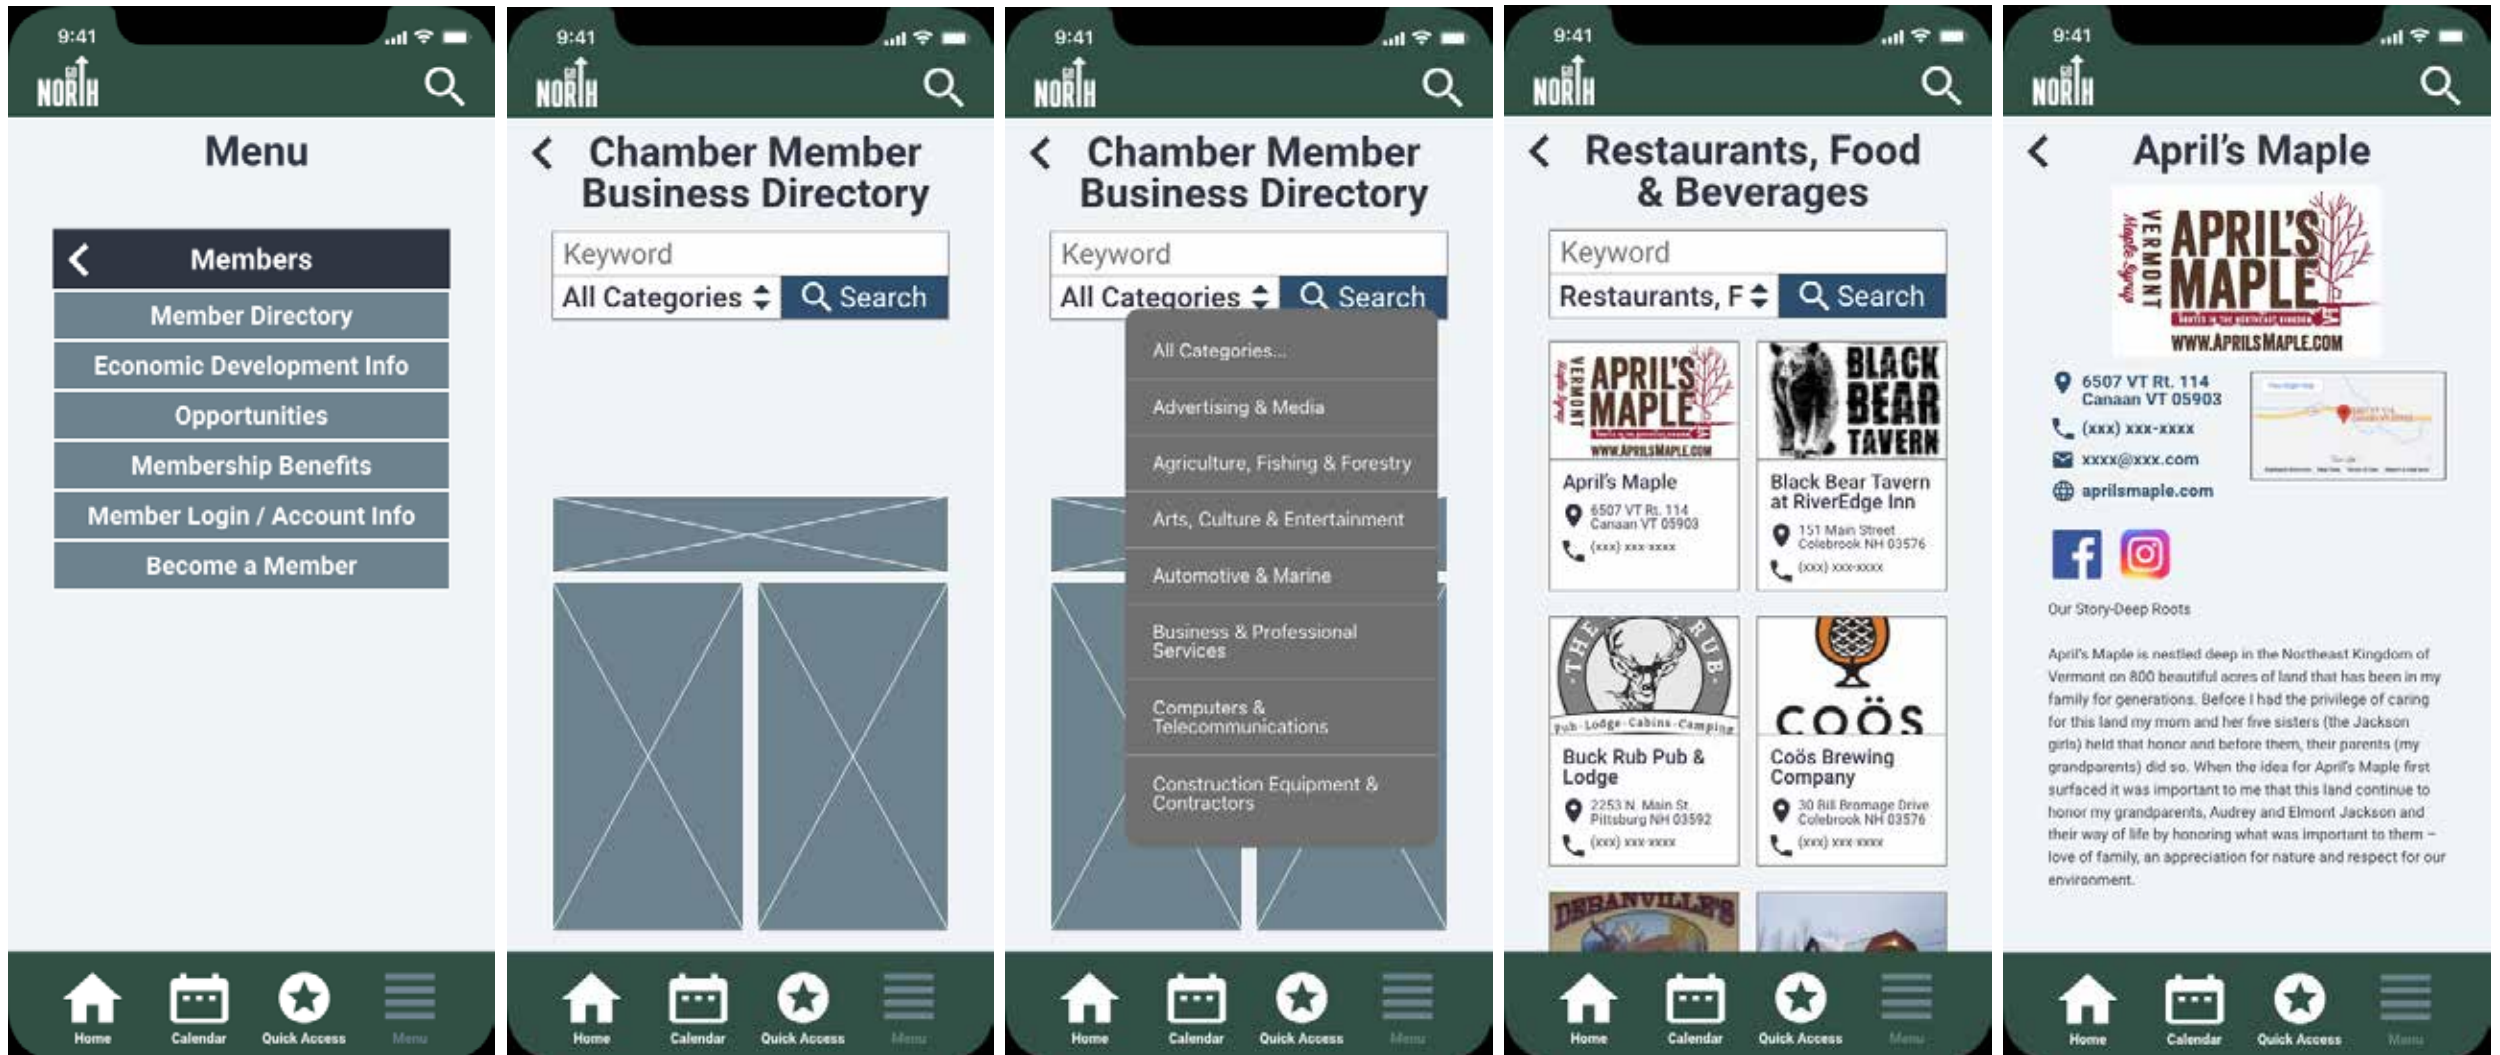 9:41
GO
NORTH
Menu
Members
Member Directory
Economic Development Info
Opportunities
Membership Benefits
Member Login / Account Info
Become a Member
Home
Calendar
Quick Access
Menu
9:41
GO
NORTH
Chamber Member
Business Directory
Keyword
All Categories
Search
Home
Calendar
Quick Access
Menu
9:41
GO
NORTH
Chamber Member
Business Directory
Keyword
All Categories
Search
All Categories...
Advertising & Media
Agriculture, Fishing & Forestry
Arts, Culture & Entertainment
Automotive & Marine
Business & Professional
Services
Computers &
Telecommunications
Construction Equipment &
Contractors
Home
Calendar
Quick Access
Menu
9:41
GO
NORTH
Restaurants, Food
& Beverages
Keyword
Restaurants, F
Search
VERMONT
Maple Syrup
APRIL'S
MAPLE
WWW.APRILSMAPLE.COM
April's Maple
6507 VT Rt. 114
Canaan VT 05903
(xxx) xxx-xxxx
BLACK
BEAR
TAVERN
Black Bear Tavern
at RiverEdge Inn
151 Main Street
Colebrook NH 03576
(xxx) xxx-xxxx
THE
RUB
Pub-Lodge-Cabins-Camping
Buck Rub Pub &
Lodge
2253 N. Main St.
Pittsburg NH 03592
(xxx) xxx-xxxx
COÖS
Coös Brewing
Company
30 Bill Bromage Drive
Colebrook NH 03576
(xxx) xxx-xxxx
DEBANVILLE'S
Home
Calendar
Quick Access
Menu
9:41
GO
NORTH
April's Maple
VERMONT
Maple Syrup
APRIL'S
MAPLE
ROOTED IN THE NORTHEAST KINGDOM
WWW.APRILSMAPLE.COM
6507 VT Rt. 114
Canaan VT 05903
(xxx) xxx-xxxx
xxxx@xxx.com
aprilsmaple.com
Our Story-Deep Roots
April's Maple is nestled deep in the Northeast Kingdom of
Vermont on 800 beautiful acres of land that has been in my
family for generations. Before I had the privilege of caring
for this land my mom and her five sisters (the Jackson
girls) held that honor and before them, their parents (my
grandparents) did so. When the idea for April's Maple first
surfaced it was important to me that this land continue to
honor my grandparents, Audrey and Elmont Jackson and
their way of life by honoring what was important to them –
love of family, an appreciation for nature and respect for our
environment.
Home
Calendar
Quick Access
Menu